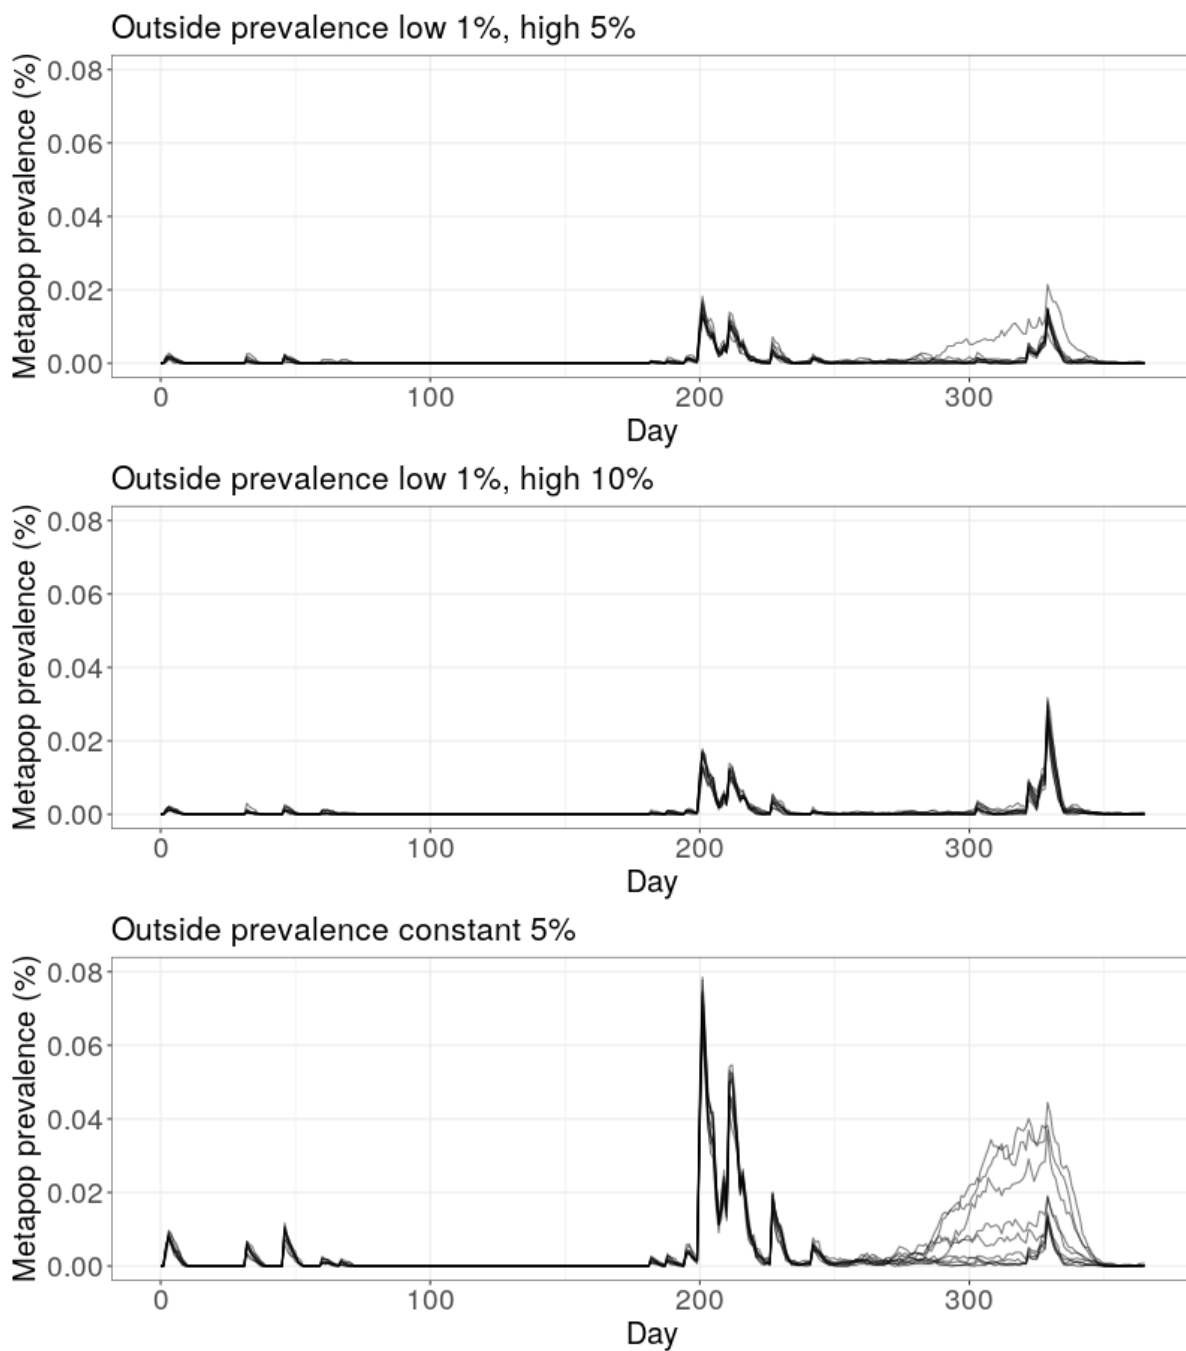 Outside prevalence low 1%, high 5%
Metapop prevalence (%)
0.08
0.06
0.04
0.02
0.00
0 100 200 300
Day
Outside prevalence low 1%, high 10%
Metapop prevalence (%)
0.08
0.06
0.04
0.02
0.00
0 100 200 300
Day
Outside prevalence constant 5%
Metapop prevalence (%)
0.08
0.06
0.04
0.02
0.00
0 100 200 300
Day